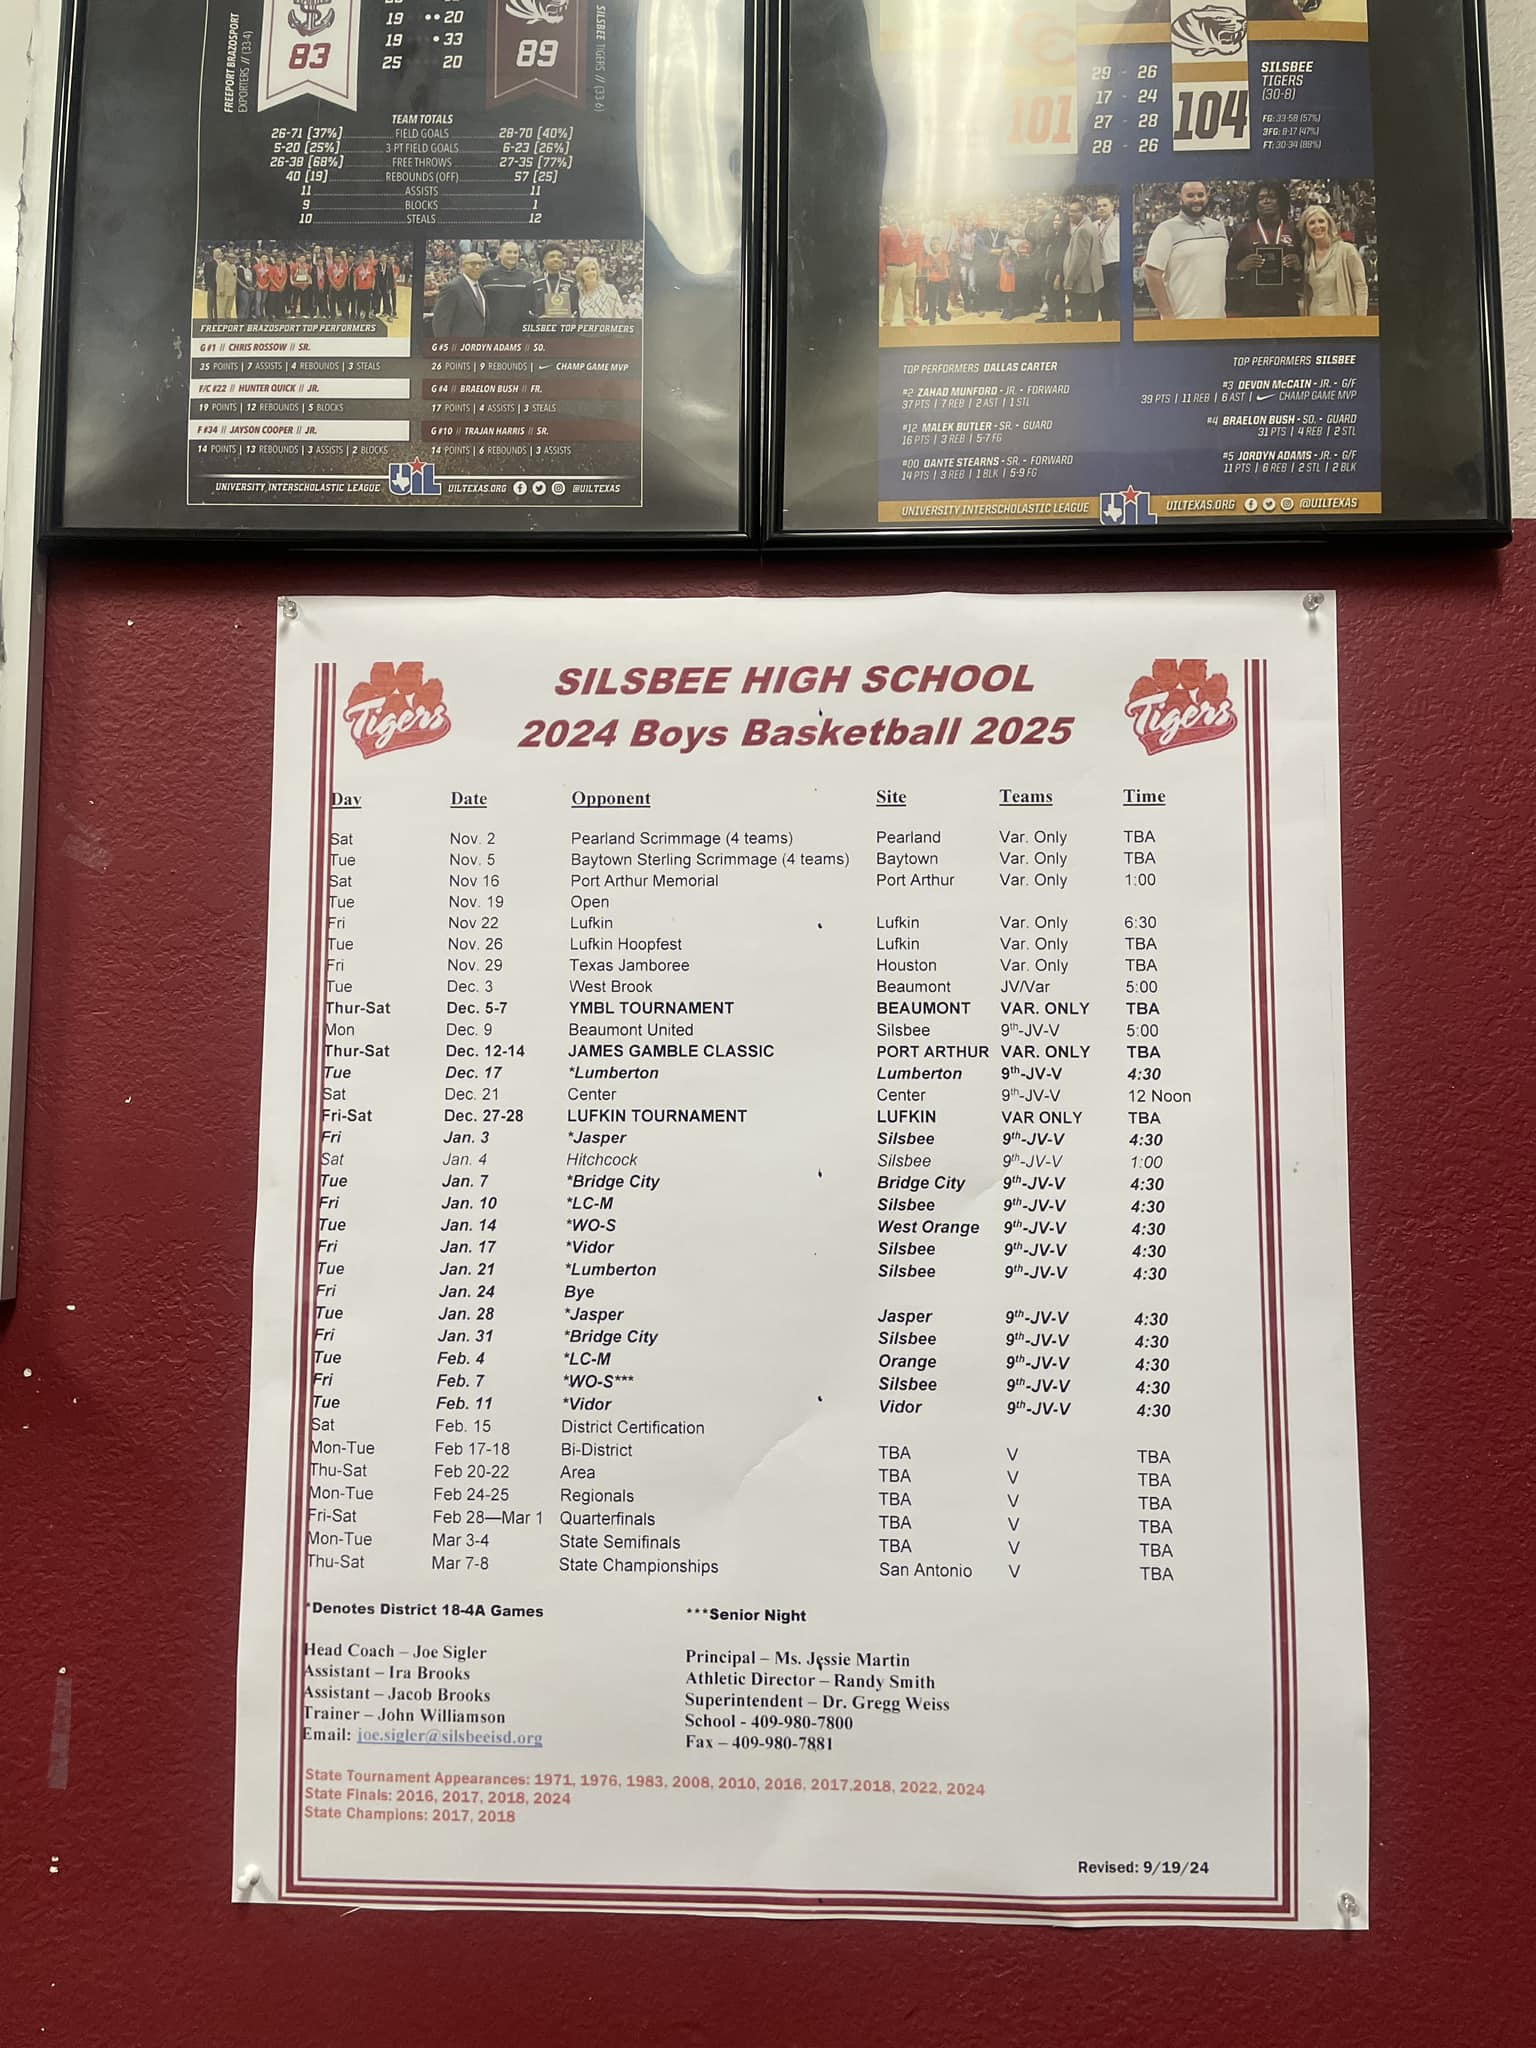 FREEPORT BRAZOSPORT
EXPORTERS // (33-4)
83
19 •• 20
19 • 33
25 20
89
SILSBEE TIGERS // (33-6)
TEAM TOTALS
26-71 (37%) FIELD GOALS 28-70 (40%)
5-20 (25%) 3 PT FIELD GOALS 6-23 (26%)
26-38 (68%) FREE THROWS 27-35 (77%)
40 (19) REBOUNDS (OFF) 57 (25)
11 ASSISTS 11
9 BLOCKS 1
10 STEALS 12
FREEPORT BRAZOSPORT TOP PERFORMERS
G #1 // CHRIS ROSSOW // SR.
35 POINTS | 7 ASSISTS | 4 REBOUNDS | 3 STEALS
F/C #22 // HUNTER QUICK // JR.
19 POINTS | 12 REBOUNDS | 5 BLOCKS
F #34 // JAYSON COOPER // JR.
14 POINTS | 13 REBOUNDS | 3 ASSISTS | 2 BLOCKS
SILSBEE TOP PERFORMERS
G #5 // JORDYN ADAMS // SO.
26 POINTS | 9 REBOUNDS | CHAMP GAME MVP
G #4 // BRAELON BUSH // FR.
17 POINTS | 4 ASSISTS | 3 STEALS
G #10 // TRAJAN HARRIS // SR.
14 POINTS | 6 REBOUNDS | 3 ASSISTS
UNIVERSITY INTERSCHOLASTIC LEAGUE UIL UILTEXAS.ORG @UILTEXAS
101
29 - 26
17 - 24
27 - 28
28 - 26
104
SILSBEE
TIGERS
(30-8)
FG: 33-58 (57%)
3FG: 8-17 (47%)
FT: 30-34 (88%)
TOP PERFORMERS DALLAS CARTER
#2 ZAHAD MUNFORD - JR. - FORWARD
37 PTS | 7 REB | 2 AST | 1 STL
#12 MALEK BUTLER - SR. - GUARD
16 PTS | 3 REB | 5-7 FG
#00 DANTE STEARNS - SR. - FORWARD
14 PTS | 3 REB | 1 BLK | 5-9 FG
TOP PERFORMERS SILSBEE
#3 DEVON McCAIN - JR. - G/F
39 PTS | 11 REB | 6 AST | CHAMP GAME MVP
#4 BRAELON BUSH - SO. - GUARD
31 PTS | 4 REB | 2 STL
#5 JORDYN ADAMS - JR. - G/F
11 PTS | 6 REB | 2 STL | 2 BLK
UNIVERSITY INTERSCHOLASTIC LEAGUE UIL UILTEXAS.ORG @UILTEXAS
Tigers SILSBEE HIGH SCHOOL Tigers
2024 Boys Basketball 2025
Day Date Opponent Site Teams Time
Sat Nov. 2 Pearland Scrimmage (4 teams) Pearland Var. Only TBA
Tue Nov. 5 Baytown Sterling Scrimmage (4 teams) Baytown Var. Only TBA
Sat Nov 16 Port Arthur Memorial Port Arthur Var. Only 1:00
Tue Nov. 19 Open
Fri Nov 22 Lufkin Lufkin Var. Only 6:30
Tue Nov. 26 Lufkin Hoopfest Lufkin Var. Only TBA
Fri Nov. 29 Texas Jamboree Houston Var. Only TBA
Tue Dec. 3 West Brook Beaumont JV/Var 5:00
Thur-Sat Dec. 5-7 YMBL TOURNAMENT BEAUMONT VAR. ONLY TBA
Mon Dec. 9 Beaumont United Silsbee 9th-JV-V 5:00
Thur-Sat Dec. 12-14 JAMES GAMBLE CLASSIC PORT ARTHUR VAR. ONLY TBA
Tue Dec. 17 *Lumberton Lumberton 9th-JV-V 4:30
Sat Dec. 21 Center Center 9th-JV-V 12 Noon
Fri-Sat Dec. 27-28 LUFKIN TOURNAMENT LUFKIN VAR ONLY TBA
Fri Jan. 3 *Jasper Silsbee 9th-JV-V 4:30
Sat Jan. 4 Hitchcock Silsbee 9th-JV-V 1:00
Tue Jan. 7 *Bridge City Bridge City 9th-JV-V 4:30
Fri Jan. 10 *LC-M Silsbee 9th-JV-V 4:30
Tue Jan. 14 *WO-S West Orange 9th-JV-V 4:30
Fri Jan. 17 *Vidor Silsbee 9th-JV-V 4:30
Tue Jan. 21 *Lumberton Silsbee 9th-JV-V 4:30
Fri Jan. 24 Bye
Tue Jan. 28 *Jasper Jasper 9th-JV-V 4:30
Fri Jan. 31 *Bridge City Silsbee 9th-JV-V 4:30
Tue Feb. 4 *LC-M Orange 9th-JV-V 4:30
Fri Feb. 7 *WO-S*** Silsbee 9th-JV-V 4:30
Tue Feb. 11 *Vidor Vidor 9th-JV-V 4:30
Sat Feb. 15 District Certification
Mon-Tue Feb 17-18 Bi-District TBA V TBA
Thu-Sat Feb 20-22 Area TBA V TBA
Mon-Tue Feb 24-25 Regionals TBA V TBA
Fri-Sat Feb 28—Mar 1 Quarterfinals TBA V TBA
Mon-Tue Mar 3-4 State Semifinals TBA V TBA
Thu-Sat Mar 7-8 State Championships San Antonio V TBA
*Denotes District 18-4A Games ***Senior Night
Head Coach – Joe Sigler
Assistant – Ira Brooks
Assistant – Jacob Brooks
Trainer – John Williamson
Email: joe.sigler@silsbeeisd.org
Principal – Ms. Jessie Martin
Athletic Director – Randy Smith
Superintendent – Dr. Gregg Weiss
School - 409-980-7800
Fax – 409-980-7881
State Tournament Appearances: 1971, 1976, 1983, 2008, 2010, 2016, 2017.2018, 2022, 2024
State Finals: 2016, 2017, 2018, 2024
State Champions: 2017, 2018
Revised: 9/19/24